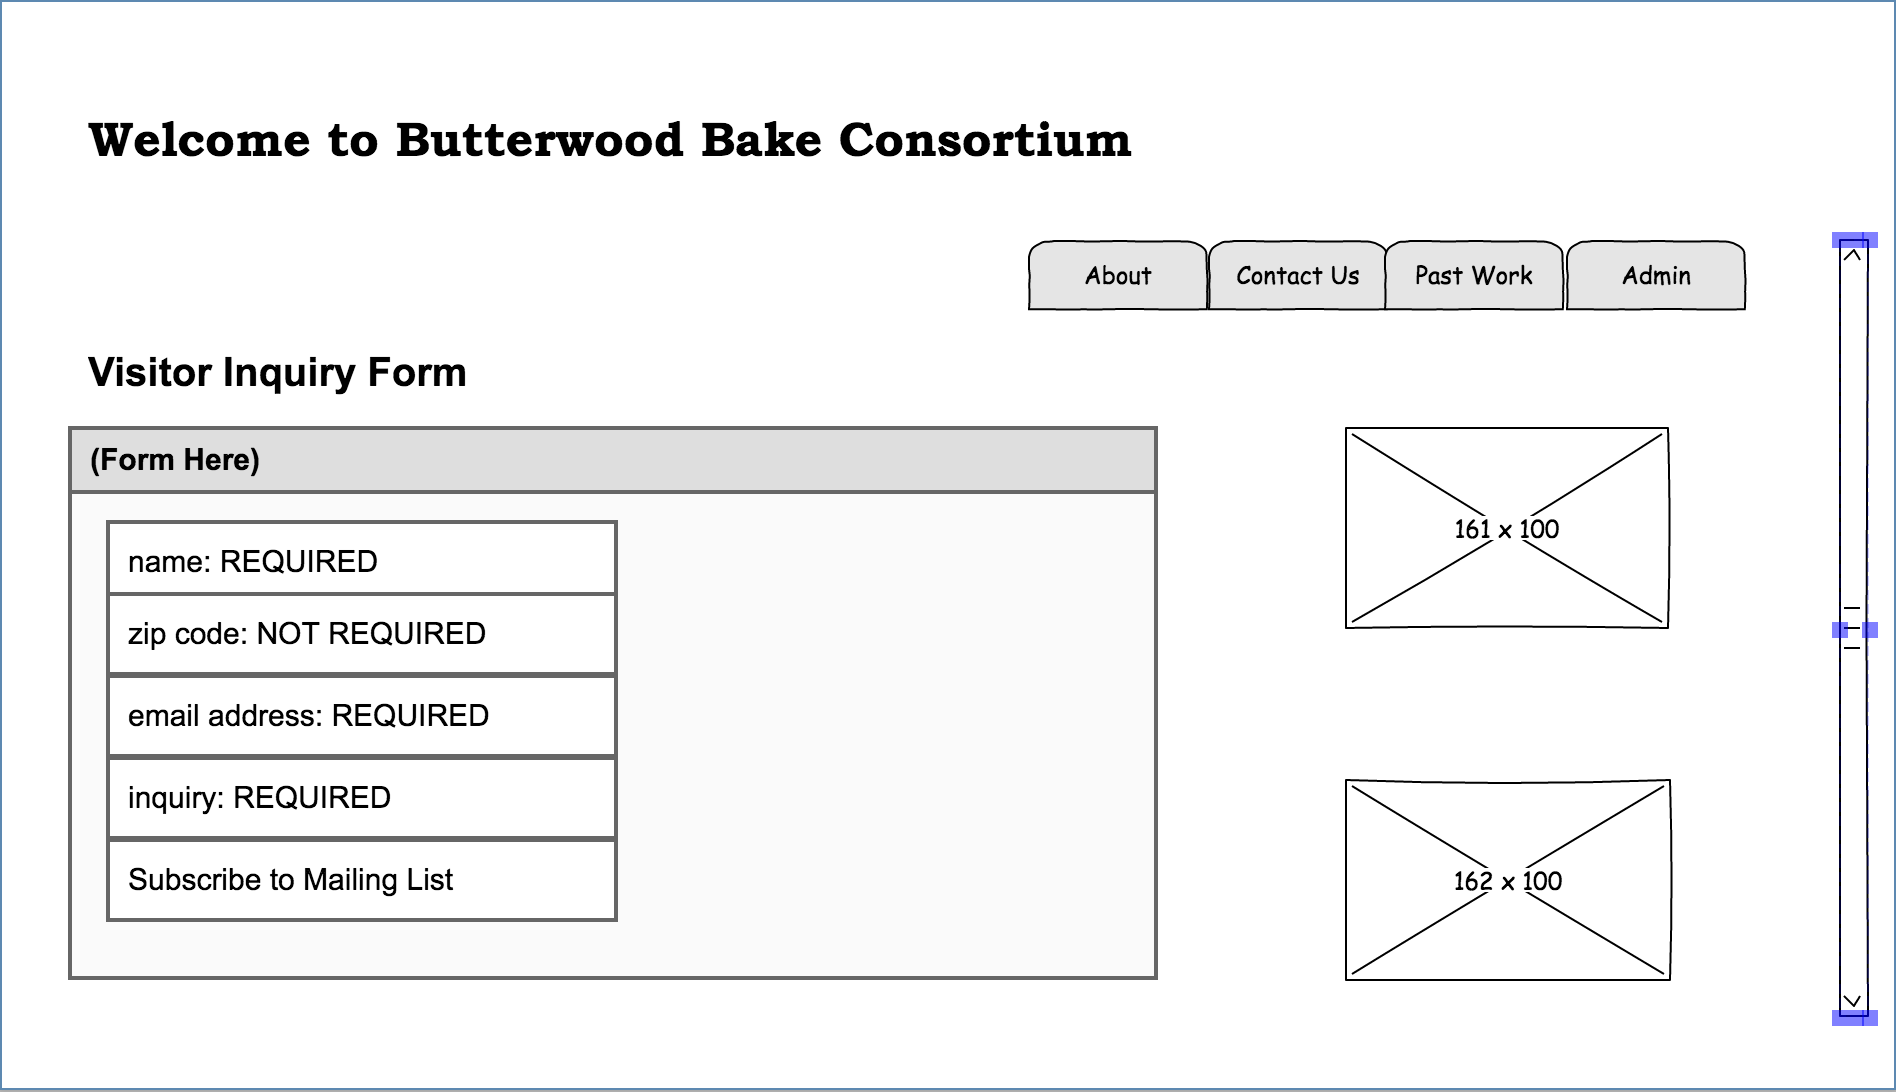 Welcome to Butterwood Bake Consortium
About
Contact Us
Past Work
Admin
Visitor Inquiry Form
(Form Here)
name: REQUIRED
zip code: NOT REQUIRED
email address: REQUIRED
inquiry: REQUIRED
Subscribe to Mailing List
161 x 100
162 x 100